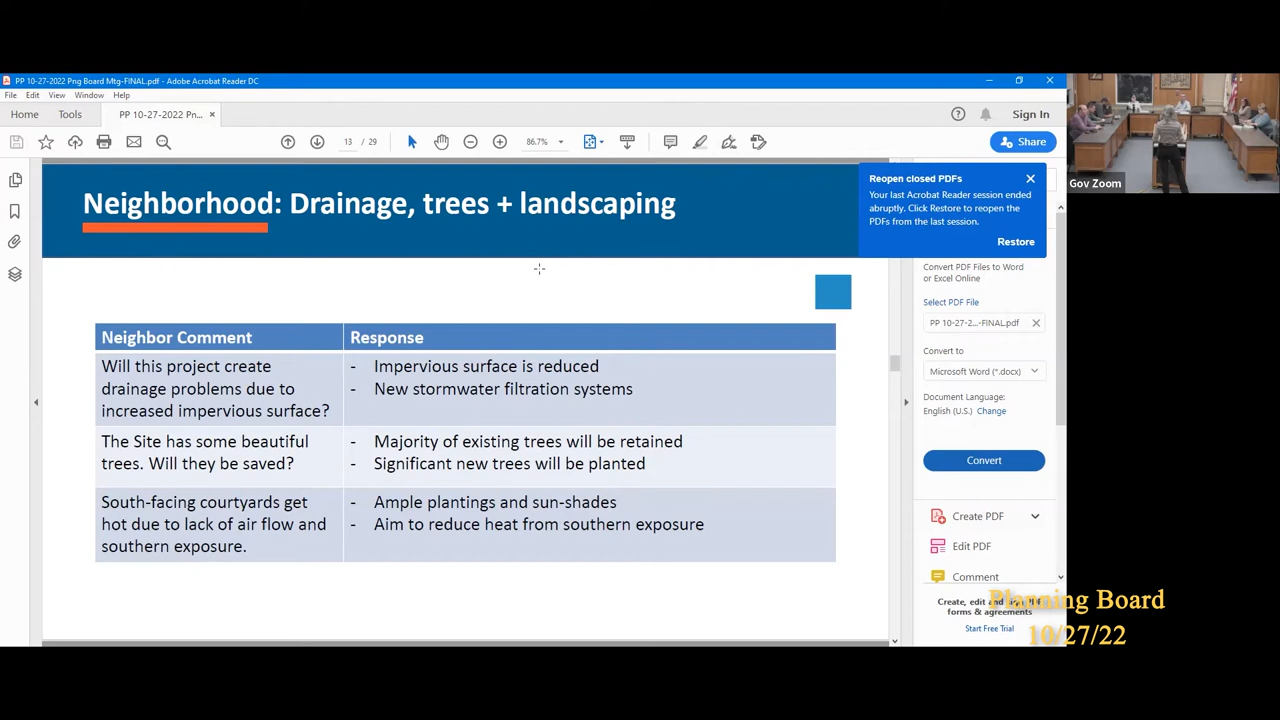 PP 10-27-2022 Png Board Mtg-FINAL.pdf - Adobe Acrobat Reader DC
File Edit View Window Help
Home Tools PP 10-27-2022 Pn... × Sign In
13 / 29 86.7% Share
Gov Zoom
Reopen closed PDFs
Your last Acrobat Reader session ended
abruptly. Click Restore to reopen the
PDFs from the last session.
Restore
Neighborhood: Drainage, trees + landscaping
Convert PDF Files to Word
or Excel Online
Select PDF File
PP 10-27-2...-FINAL.pdf
Convert to
Microsoft Word (*.docx)
Document Language:
English (U.S.) Change
Convert
Create PDF
Edit PDF
Comment
Create, edit and
forms & agreements
Start Free Trial
Neighbor Comment Response
Will this project create
drainage problems due to
increased impervious surface?
- Impervious surface is reduced
- New stormwater filtration systems
The Site has some beautiful
trees. Will they be saved?
- Majority of existing trees will be retained
- Significant new trees will be planted
South-facing courtyards get
hot due to lack of air flow and
southern exposure.
- Ample plantings and sun-shades
- Aim to reduce heat from southern exposure
Planning Board
10/27/22